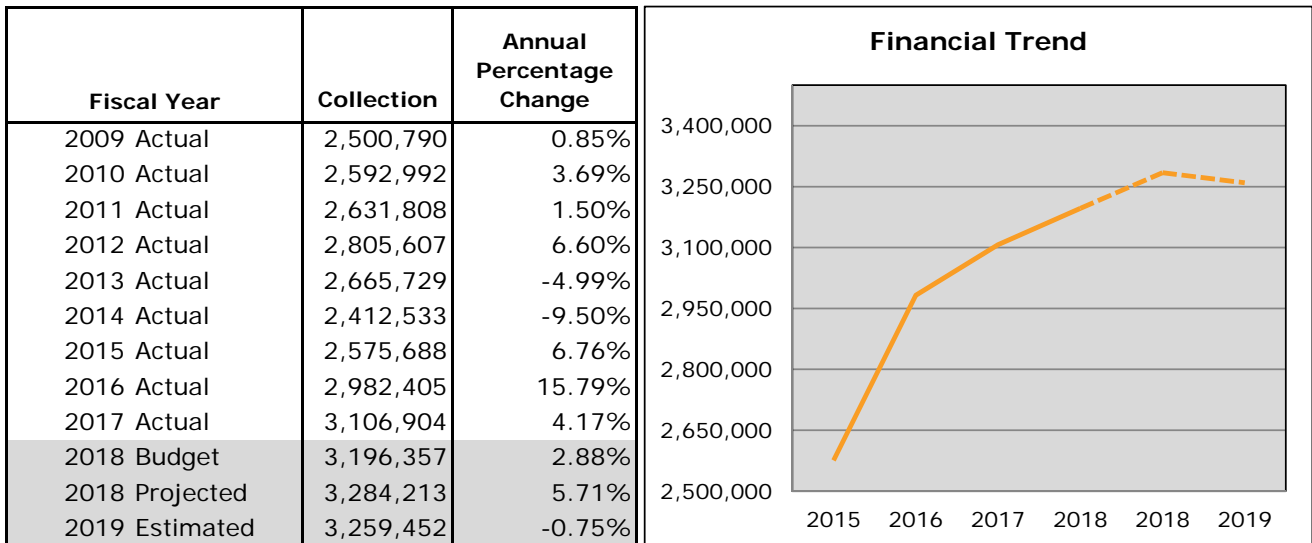 Fiscal Year Collection Annual Percentage Change
2009 Actual 2,500,790 0.85%
2010 Actual 2,592,992 3.69%
2011 Actual 2,631,808 1.50%
2012 Actual 2,805,607 6.60%
2013 Actual 2,665,729 -4.99%
2014 Actual 2,412,533 -9.50%
2015 Actual 2,575,688 6.76%
2016 Actual 2,982,405 15.79%
2017 Actual 3,106,904 4.17%
2018 Budget 3,196,357 2.88%
2018 Projected 3,284,213 5.71%
2019 Estimated 3,259,452 -0.75%
Financial Trend
3,400,000
3,250,000
3,100,000
2,950,000
2,800,000
2,650,000
2,500,000
2015 2016 2017 2018 2018 2019